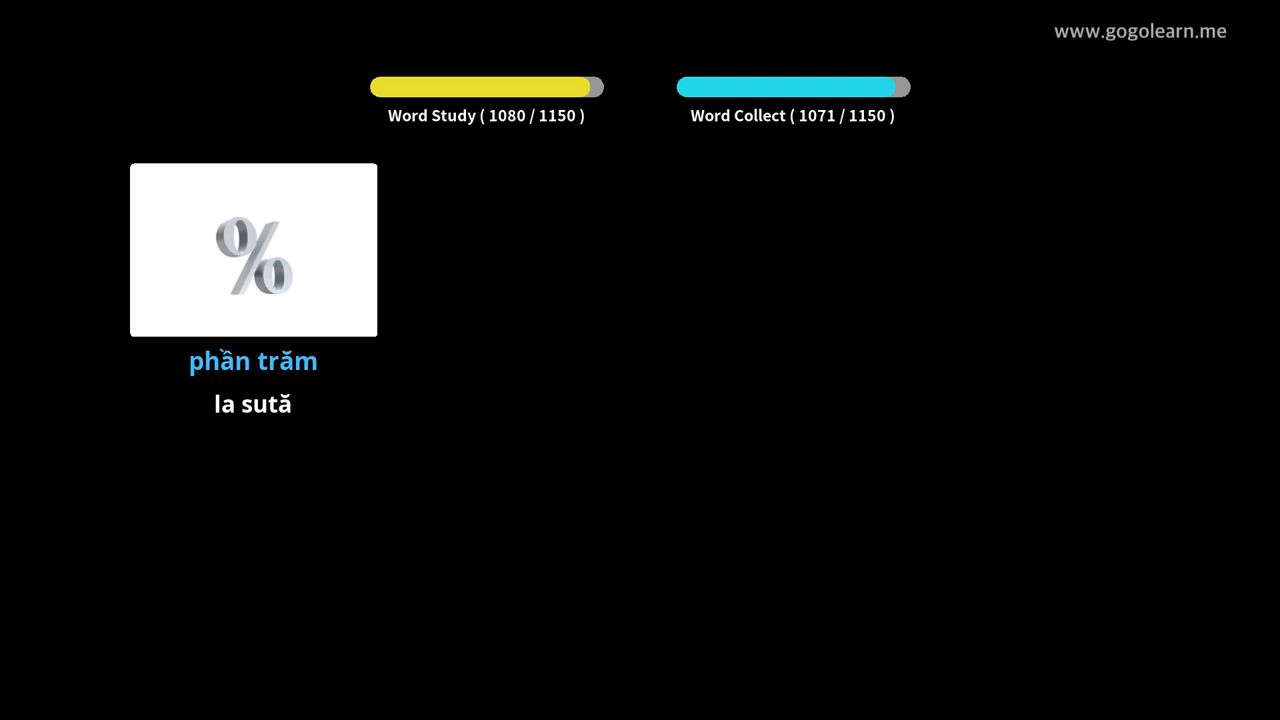 www.gogolearn.me
Word Study ( 1080 / 1150 )
Word Collect ( 1071 / 1150 )
%
phần trăm
la sută